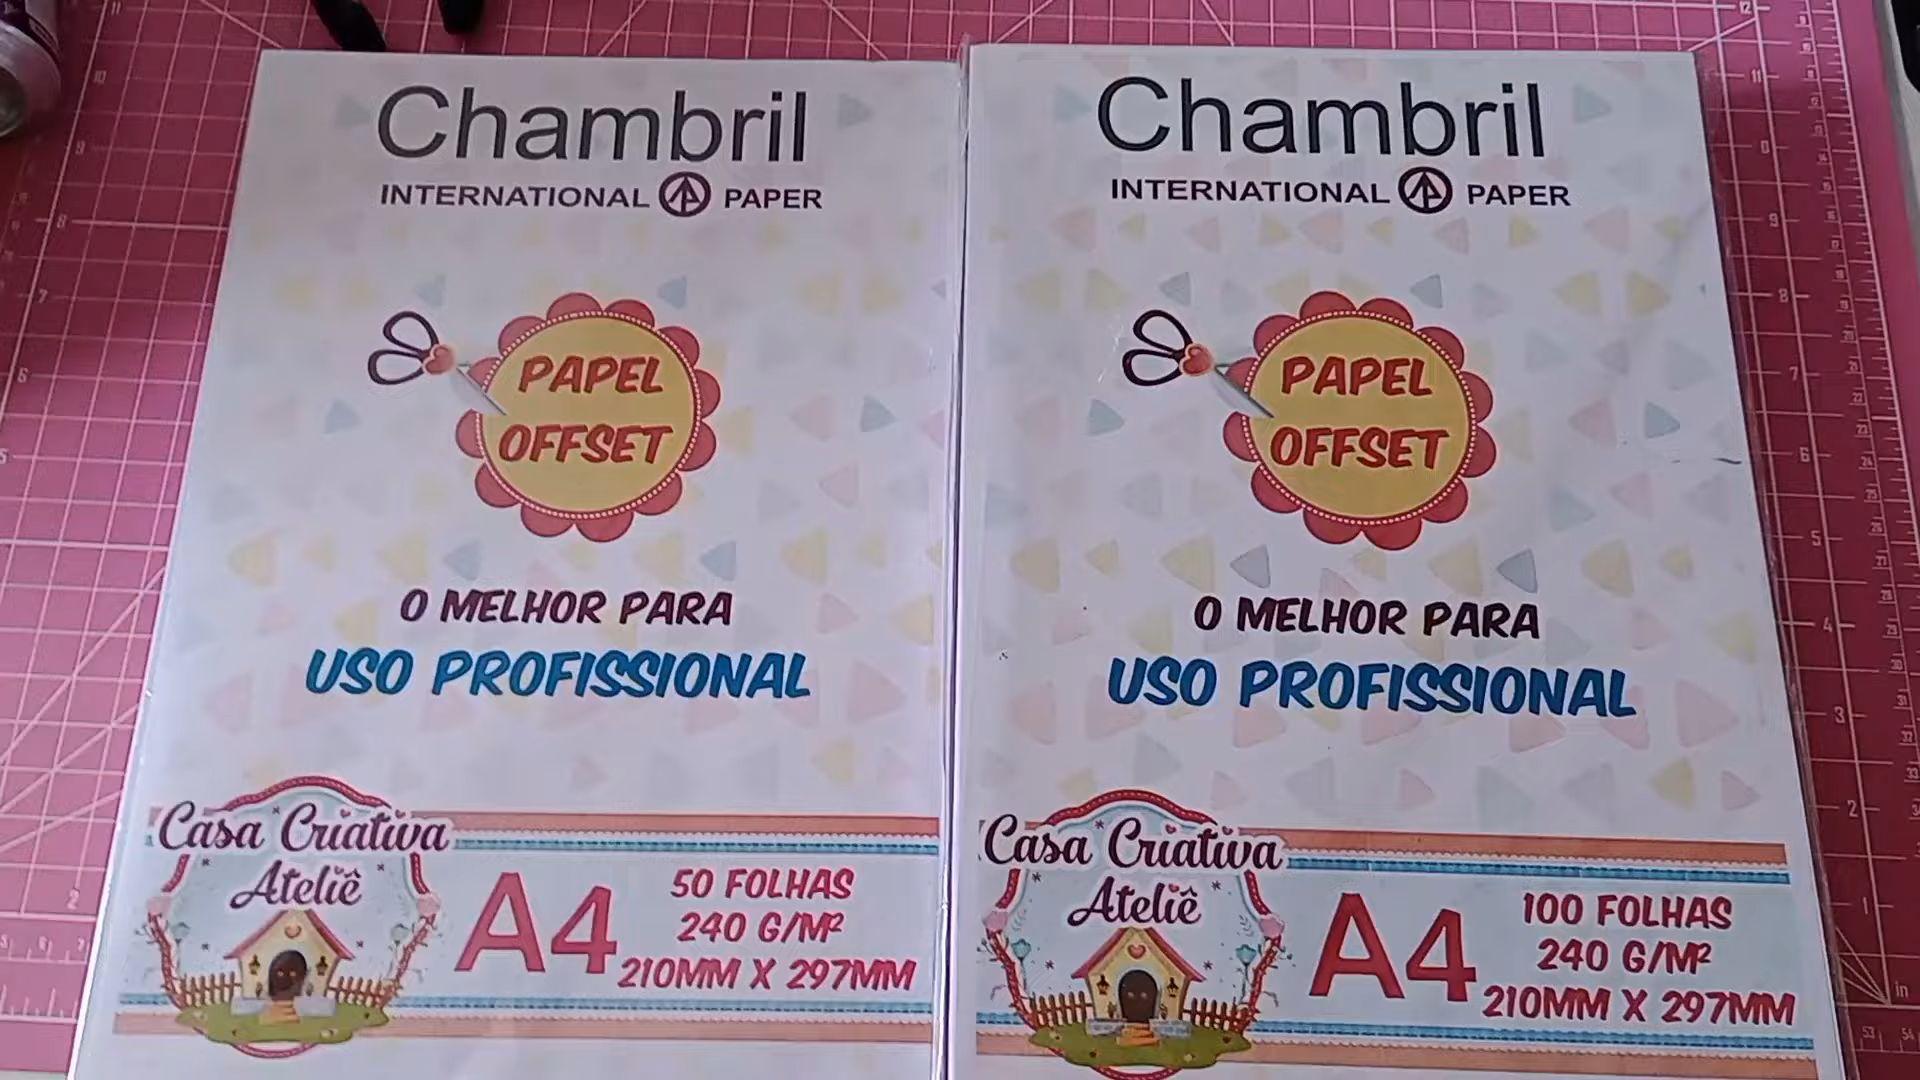 Chambril
INTERNATIONAL PAPER
PAPEL
OFFSET
O MELHOR PARA
USO PROFISSIONAL
Casa Criativa
Ateliê
A4
50 FOLHAS
240 G/M²
210MM X 297MM
Chambril
INTERNATIONAL PAPER
PAPEL
OFFSET
O MELHOR PARA
USO PROFISSIONAL
Casa Criativa
Ateliê
A4
100 FOLHAS
240 G/M²
210MM X 297MM